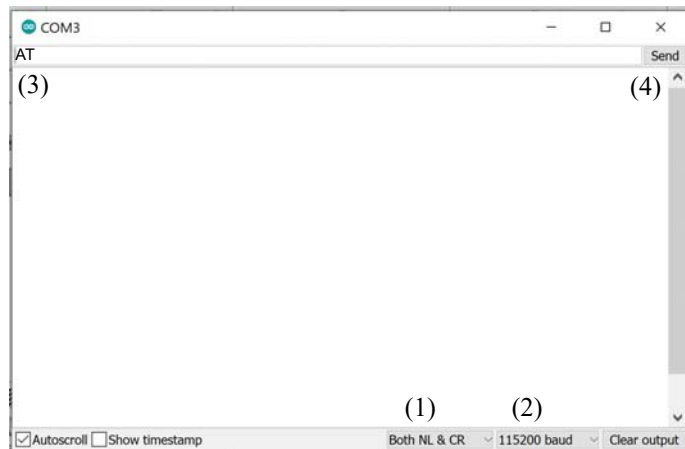 COM3
AT Send
(3) (4)
(1) (2)
Autoscroll Show timestamp Both NL & CR 115200 baud Clear output